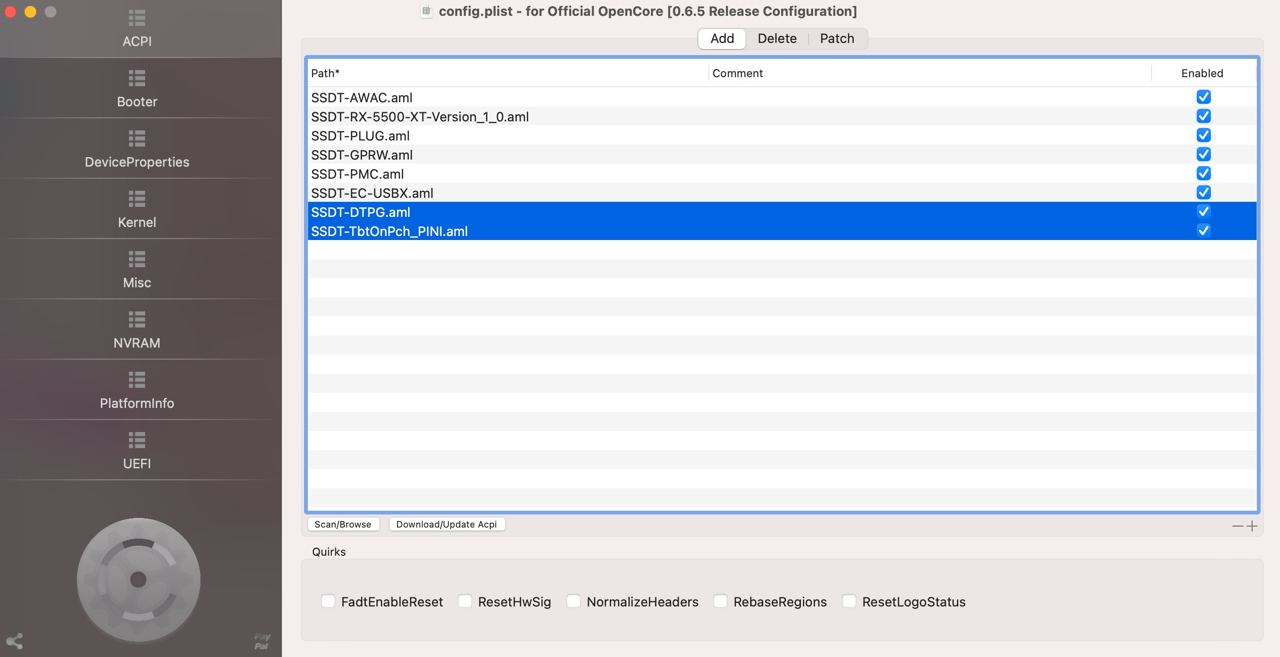 config.plist - for Official OpenCore [0.6.5 Release Configuration]
ACPI
Booter
DeviceProperties
Kernel
Misc
NVRAM
PlatformInfo
UEFI
Pay
Pal
Add Delete Patch
Path* Comment Enabled
SSDT-AWAC.aml
SSDT-RX-5500-XT-Version_1_0.aml
SSDT-PLUG.aml
SSDT-GPRW.aml
SSDT-PMC.aml
SSDT-EC-USBX.aml
SSDT-DTPG.aml
SSDT-TbtOnPch_PINI.aml
Scan/Browse Download/Update Acpi
Quirks
FadtEnableReset ResetHwSig NormalizeHeaders RebaseRegions ResetLogoStatus